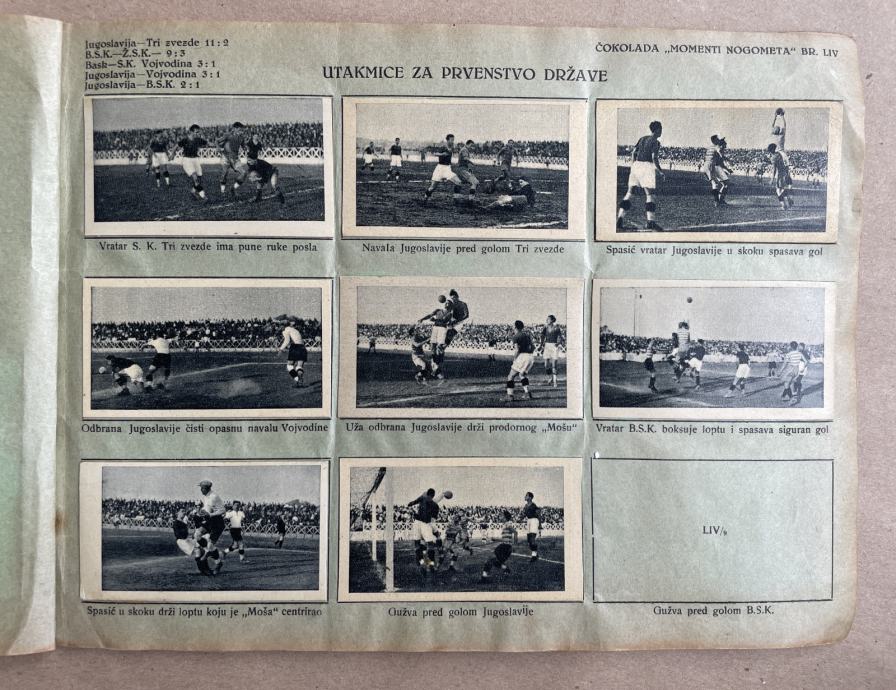 Jugoslavija—Tri zvezde 11:2
B.S.K.—Ž.S.K.— 9:3
Bask—S.K. Vojvodina 3:1
Jugoslavija—Vojvodina 3:1
Jugoslavija—B.S.K. 2:1
ČOKOLADA „MOMENTI NOGOMETA" BR. LIV
UTAKMICE ZA PRVENSTVO DRŽAVE
Vratar S. K. Tri zvezde ima pune ruke posla
Navala Jugoslavije pred golom Tri zvezde
Spasić vratar Jugoslavije u skoku spasava gol
Odbrana Jugoslavije čisti opasnu navalu Vojvodine
Uža odbrana Jugoslavije drži prodornog „Mošu"
Vratar B.S.K. boksuje loptu i spasava siguran gol
LIV/9
Spasić u skoku drži loptu koju je „Moša" centrirao
Gužva pred golom Jugoslavije
Gužva pred golom B.S.K.